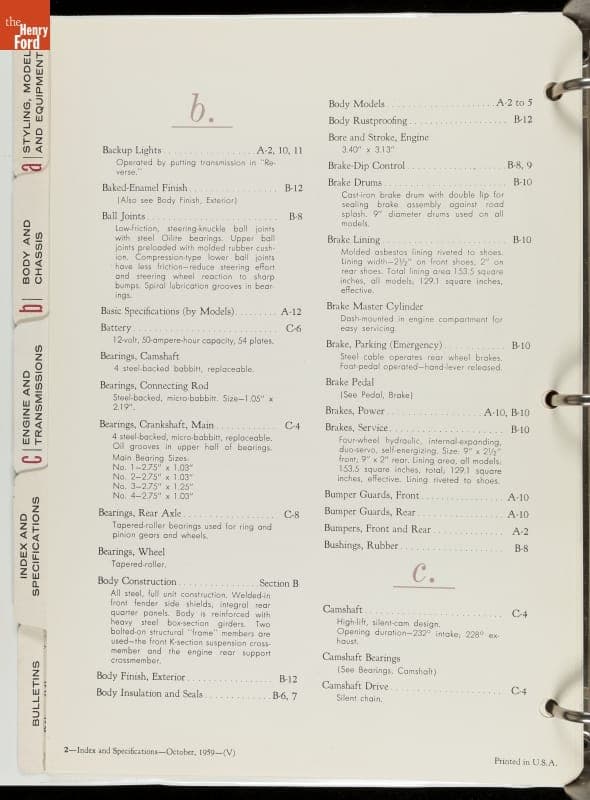 the
Henry
Ford
a | STYLING, MODEL
AND EQUIPMENT
b | BODY AND
CHASSIS
c | ENGINE AND
TRANSMISSIONS
INDEX AND
SPECIFICATIONS
BULLETINS
b.
Backup Lights . . . . . . . . . . . . . . . . . A-2, 10, 11
Operated by putting transmission in "Re-
verse."
Baked-Enamel Finish . . . . . . . . . . . . . . . . B-12
(Also see Body Finish, Exterior)
Ball Joints . . . . . . . . . . . . . . . . . . . . . . . . B-8
Low-friction, steering-knuckle ball joints
with steel Oilite bearings. Upper ball
joints preloaded with molded rubber cush-
ion. Compression-type lower ball joints
have less friction—reduce steering effort
and steering wheel reaction to sharp
bumps. Spiral lubrication grooves in bear-
ings.
Basic Specifications (by Models) . . . . . . . . A-12
Battery . . . . . . . . . . . . . . . . . . . . . . . . . . C-6
12-volt, 50-ampere-hour capacity, 54 plates.
Bearings, Camshaft
4 steel-backed babbitt, replaceable.
Bearings, Connecting Rod
Steel-backed, micro-babbitt. Size—1.05" x
2.19".
Bearings, Crankshaft, Main . . . . . . . . . . . . C-4
4 steel-backed, micro-babbitt, replaceable.
Oil grooves in upper half of bearings.
Main Bearing Sizes:
No. 1—2.75" x 1.03"
No. 2—2.75" x 1.03"
No. 3—2.75" x 1.25"
No. 4—2.75" x 1.03"
Bearings, Rear Axle . . . . . . . . . . . . . . . . . C-8
Tapered-roller bearings used for ring and
pinion gears and wheels.
Bearings, Wheel
Tapered-roller.
Body Construction . . . . . . . . . . . . . . Section B
All steel, full unit construction. Welded-in
front fender side shields, integral rear
quarter panels. Body is reinforced with
heavy steel box-section girders. Two
bolted-on structural "frame" members are
used—the front K-section suspension cross-
member and the engine rear support
crossmember.
Body Finish, Exterior . . . . . . . . . . . . . . . . B-12
Body Insulation and Seals . . . . . . . . . . . . B-6, 7
Body Models . . . . . . . . . . . . . . . . . . . . A-2 to 5
Body Rustproofing . . . . . . . . . . . . . . . . . . B-12
Bore and Stroke, Engine
3.40" x 3.13"
Brake-Dip Control . . . . . . . . . . . . . . . . . . B-8, 9
Brake Drums . . . . . . . . . . . . . . . . . . . . . . B-10
Cast-iron brake drum with double lip for
sealing brake assembly against road
splash. 9" diameter drums used on all
models.
Brake Lining . . . . . . . . . . . . . . . . . . . . . . B-10
Molded asbestos lining riveted to shoes.
Lining width—2½" on front shoes, 2" on
rear shoes. Total lining area 153.5 square
inches, all models; 129.1 square inches,
effective.
Brake Master Cylinder
Dash-mounted in engine compartment for
easy servicing.
Brake, Parking (Emergency) . . . . . . . . . . . B-10
Steel cable operates rear wheel brakes.
Foot-pedal operated—hand-lever released.
Brake Pedal
(See Pedal, Brake)
Brakes, Power . . . . . . . . . . . . . . . . . . A-10, B-10
Brakes, Service . . . . . . . . . . . . . . . . . . . . . B-10
Four-wheel hydraulic, internal-expanding,
duo-servo, self-energizing. Size: 9" x 2½"
front; 9" x 2" rear. Lining area, all models;
153.5 square inches, total; 129.1 square
inches, effective. Lining riveted to shoes.
Bumper Guards, Front . . . . . . . . . . . . . . . A-10
Bumper Guards, Rear . . . . . . . . . . . . . . . . A-10
Bumpers, Front and Rear . . . . . . . . . . . . . A-2
Bushings, Rubber . . . . . . . . . . . . . . . . . . . B-8
c.
Camshaft . . . . . . . . . . . . . . . . . . . . . . . . . C-4
High-lift, silent-cam design.
Opening duration—232° intake; 228° ex-
haust.
Camshaft Bearings
(See Bearings, Camshaft)
Camshaft Drive . . . . . . . . . . . . . . . . . . . . C-4
Silent chain.
2—Index and Specifications—October, 1959—(V)
Printed in U.S.A.